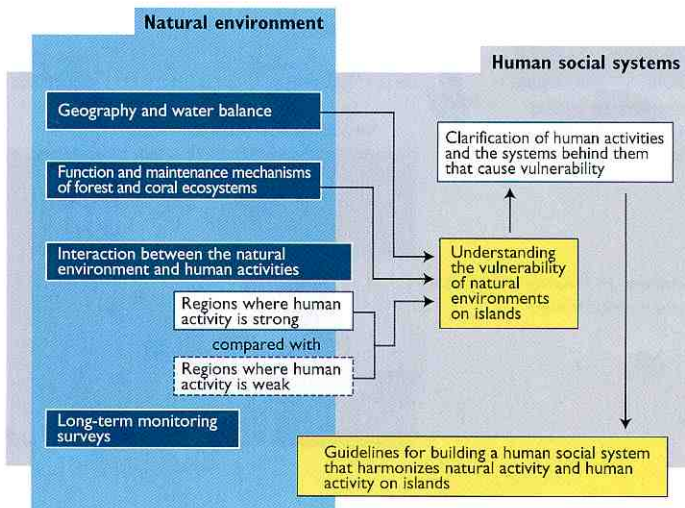 Natural environment
Human social systems
Geography and water balance
Function and maintenance mechanisms
of forest and coral ecosystems
Interaction between the natural
environment and human activities
Regions where human
activity is strong
compared with
Regions where human
activity is weak
Long-term monitoring
surveys
Clarification of human activities
and the systems behind them
that cause vulnerability
Understanding
the vulnerability
of natural
environments
on islands
Guidelines for building a human social system
that harmonizes natural activity and human
activity on islands